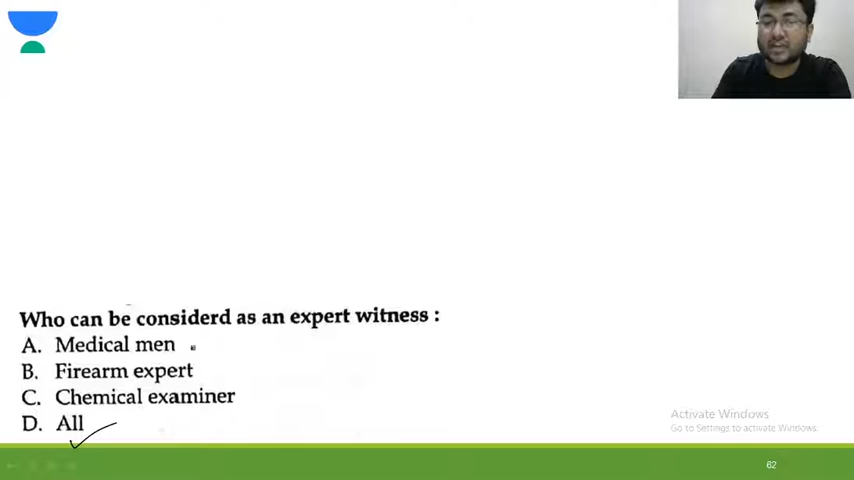 Who can be considerd as an expert witness :
A. Medical men
B. Firearm expert
C. Chemical examiner
D. All
Activate Windows
Go to Settings to activate Windows.
62